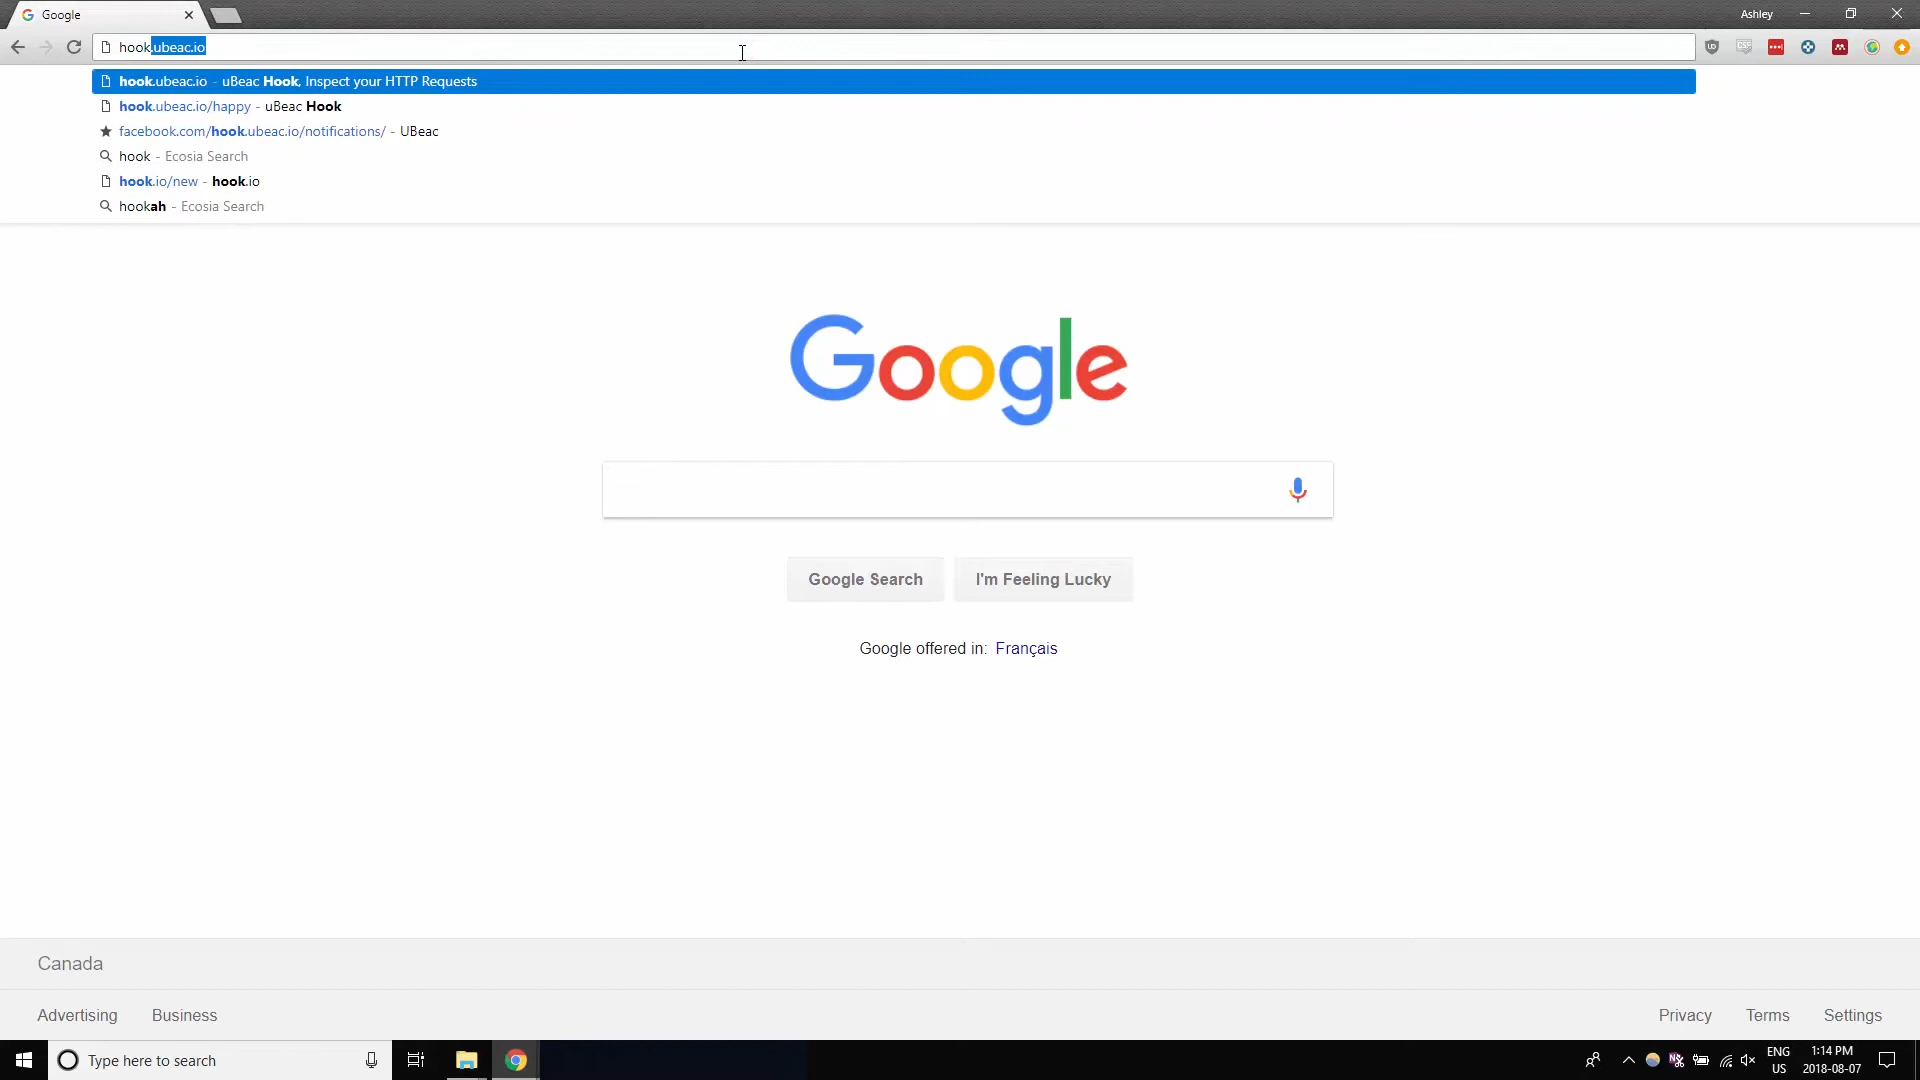 Google
Ashley
hook.ubeac.io
hook.ubeac.io - uBeac Hook, Inspect your HTTP Requests
hook.ubeac.io/happy - uBeac Hook
facebook.com/hook.ubeac.io/notifications/ - UBeac
hook - Ecosia Search
hook.io/new - hook.io
hookah - Ecosia Search
Google
Google Search
I'm Feeling Lucky
Google offered in: Français
Canada
Advertising
Business
Privacy
Terms
Settings
Type here to search
ENG
US
1:14 PM
2018-08-07